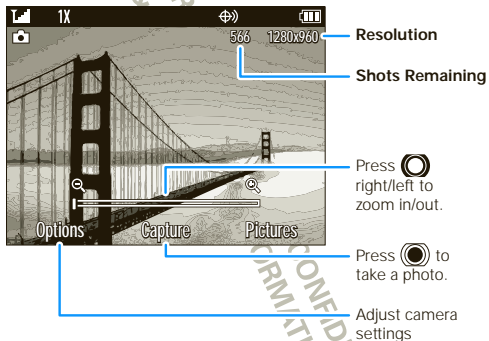 1X
566 1280x960
Resolution
Shots Remaining
Press
right/left to
zoom in/out.
Options Capture Pictures
Press to
take a photo.
Adjust camera
settings